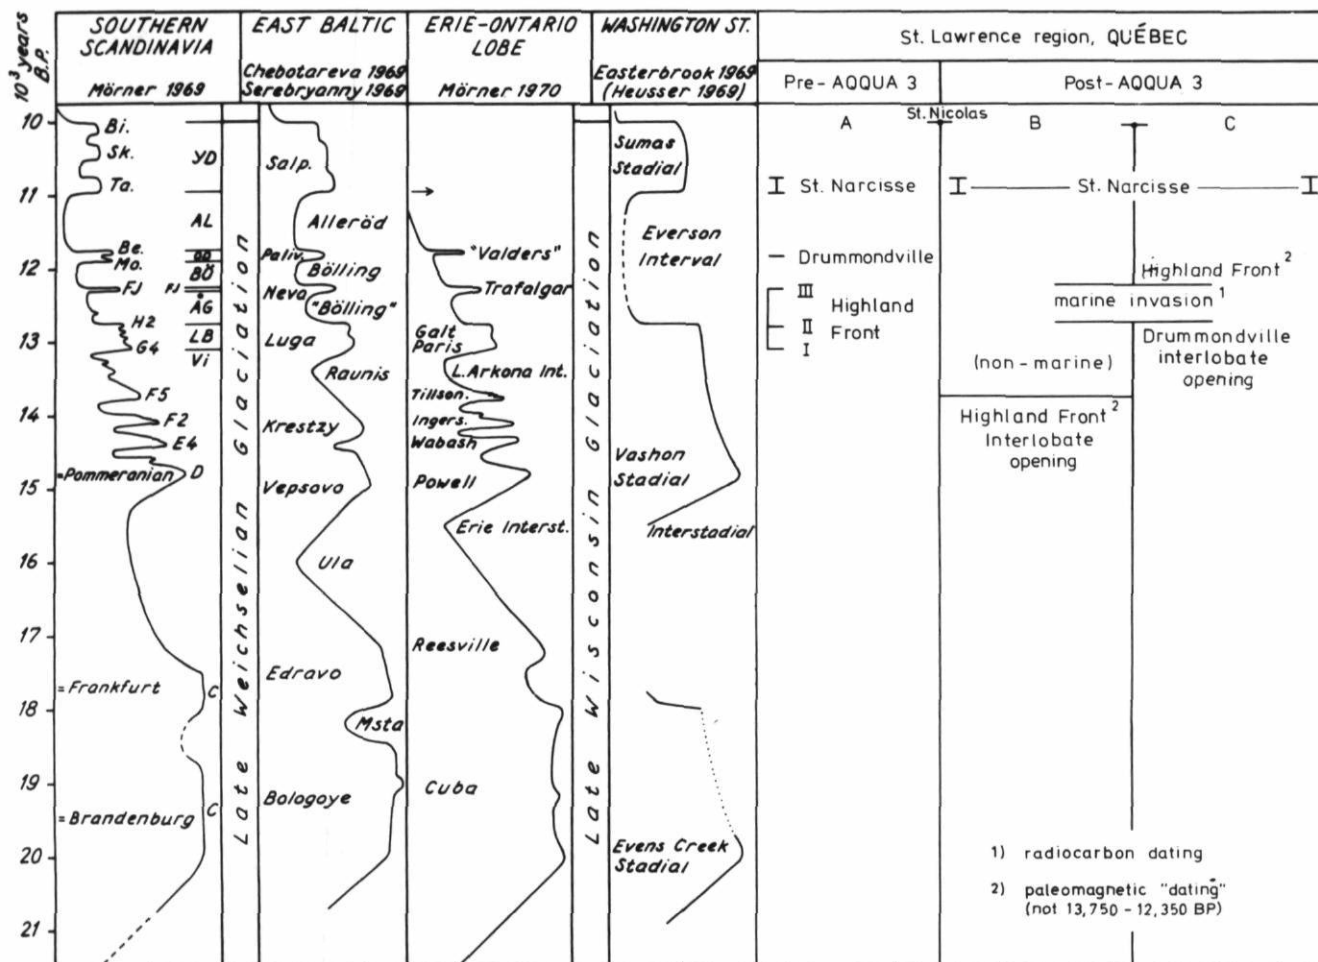 10³ years
B.P.
SOUTHERN
SCANDINAVIA
Mörner 1969
EAST BALTIC
Chebotareva 1969
Serebryanny 1969
ERIE-ONTARIO
LOBE
Mörner 1970
WASHINGTON ST.
Easterbrook 1969
(Heusser 1969)
St. Lawrence region, QUÉBEC
Pre-AQQUA 3
Post-AQQUA 3
10
11
12
13
14
15
16
17
18
19
20
21
Bi.
Sk.
Ta.
Be.
Mo.
FJ
H2
G4
F5
F2
E4
=Pommeranian D
=Frankfurt C
=Brandenburg C
YD
AL
OD
BÖ
FJ
ÅG
LB
Vi
Late Weichselian Glaciation
Salp.
Alleröd
Paliv.
Bölling
Neva
"Bölling"
Luga
Raunis
Krestzy
Vepsovo
Ula
Edravo
Msta
Bologoye
"Valders"
Trafalgar
Galt
Paris
L.Arkona Int.
Tillson.
Ingers.
Wabash
Powell
Erie Interst.
Reesville
Cuba
Late Wisconsin Glaciation
Sumas
Stadial
Everson
Interval
Vashon
Stadial
Interstadial
Evens Creek
Stadial
A
St. Nicolas
B
C
St. Narcisse
St. Narcisse
Drummondville
III
II
I
Highland
Front
Highland Front²
marine invasion¹
Drummondville
interlobate
opening
(non-marine)
Highland Front²
Interlobate
opening
1) radiocarbon dating
2) paleomagnetic "dating"
(not 13,750 - 12,350 BP)